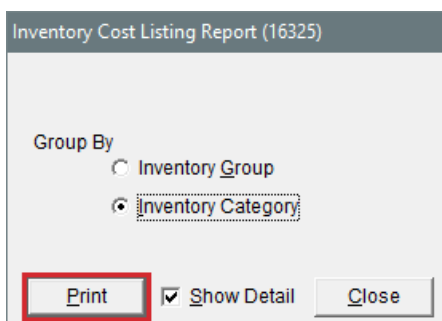 Inventory Cost Listing Report (16325)
Group By
Inventory Group
Inventory Category
Print Show Detail Close